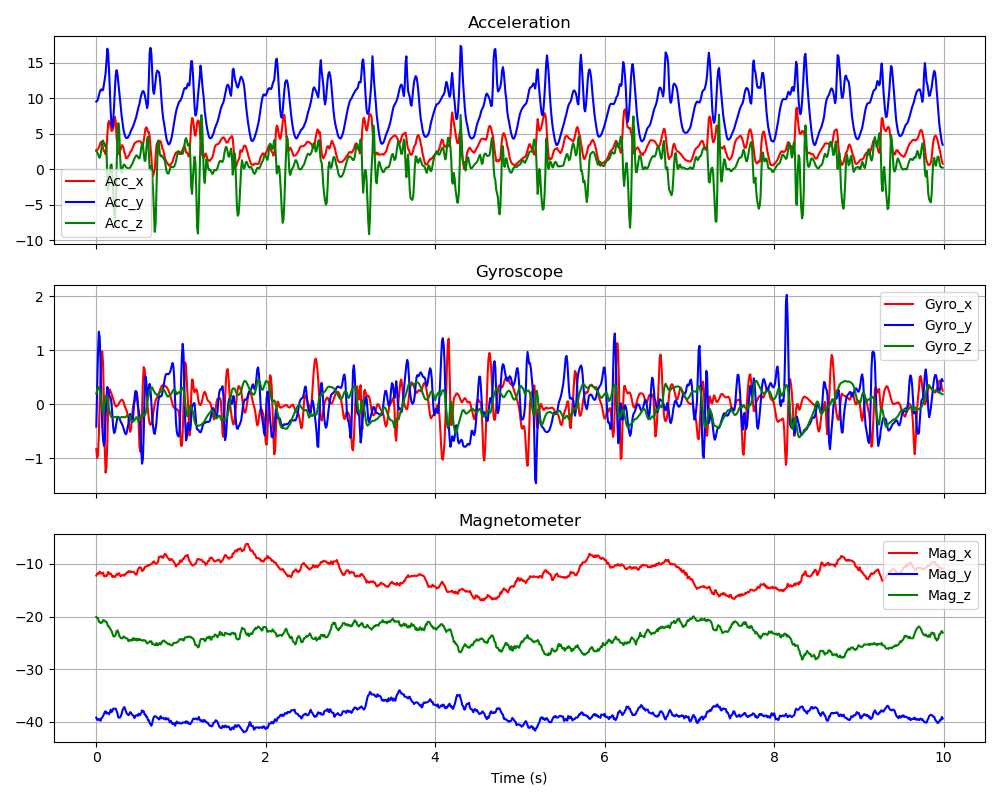 Acceleration
15
10
5
0
−5
−10
Acc_x
Acc_y
Acc_z
Gyroscope
2
1
0
−1
Gyro_x
Gyro_y
Gyro_z
Magnetometer
−10
−20
−30
−40
Mag_x
Mag_y
Mag_z
0 2 4 6 8 10
Time (s)